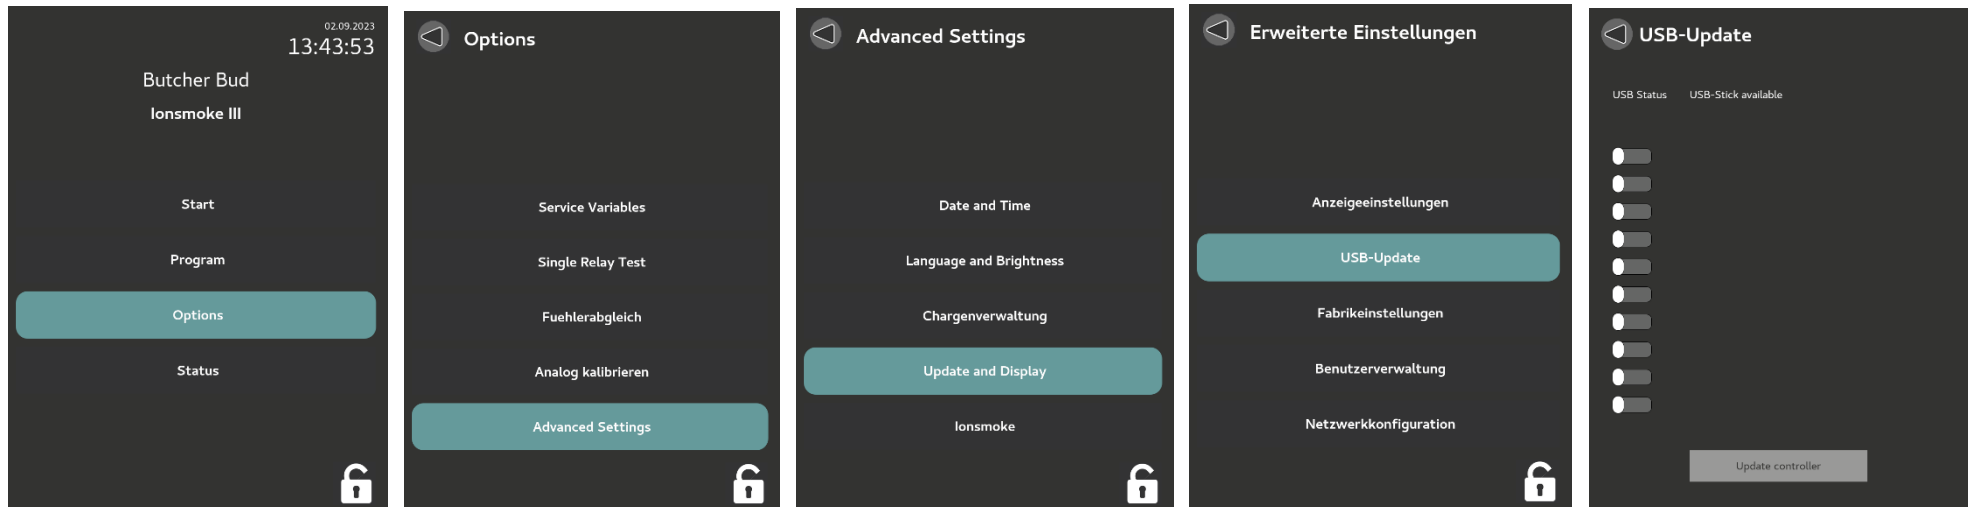 02.09.2023
13:43:53
Butcher Bud
Ionsmoke III
Start
Program
Options
Status
Options
Service Variables
Single Relay Test
Fuehlerabgleich
Analog kalibrieren
Advanced Settings
Advanced Settings
Date and Time
Language and Brightness
Chargenverwaltung
Update and Display
Ionsmoke
Erweiterte Einstellungen
Anzeigeeinstellungen
USB-Update
Fabrikeinstellungen
Benutzerverwaltung
Netzwerkkonfiguration
USB-Update
USB Status USB-Stick available
Update controller